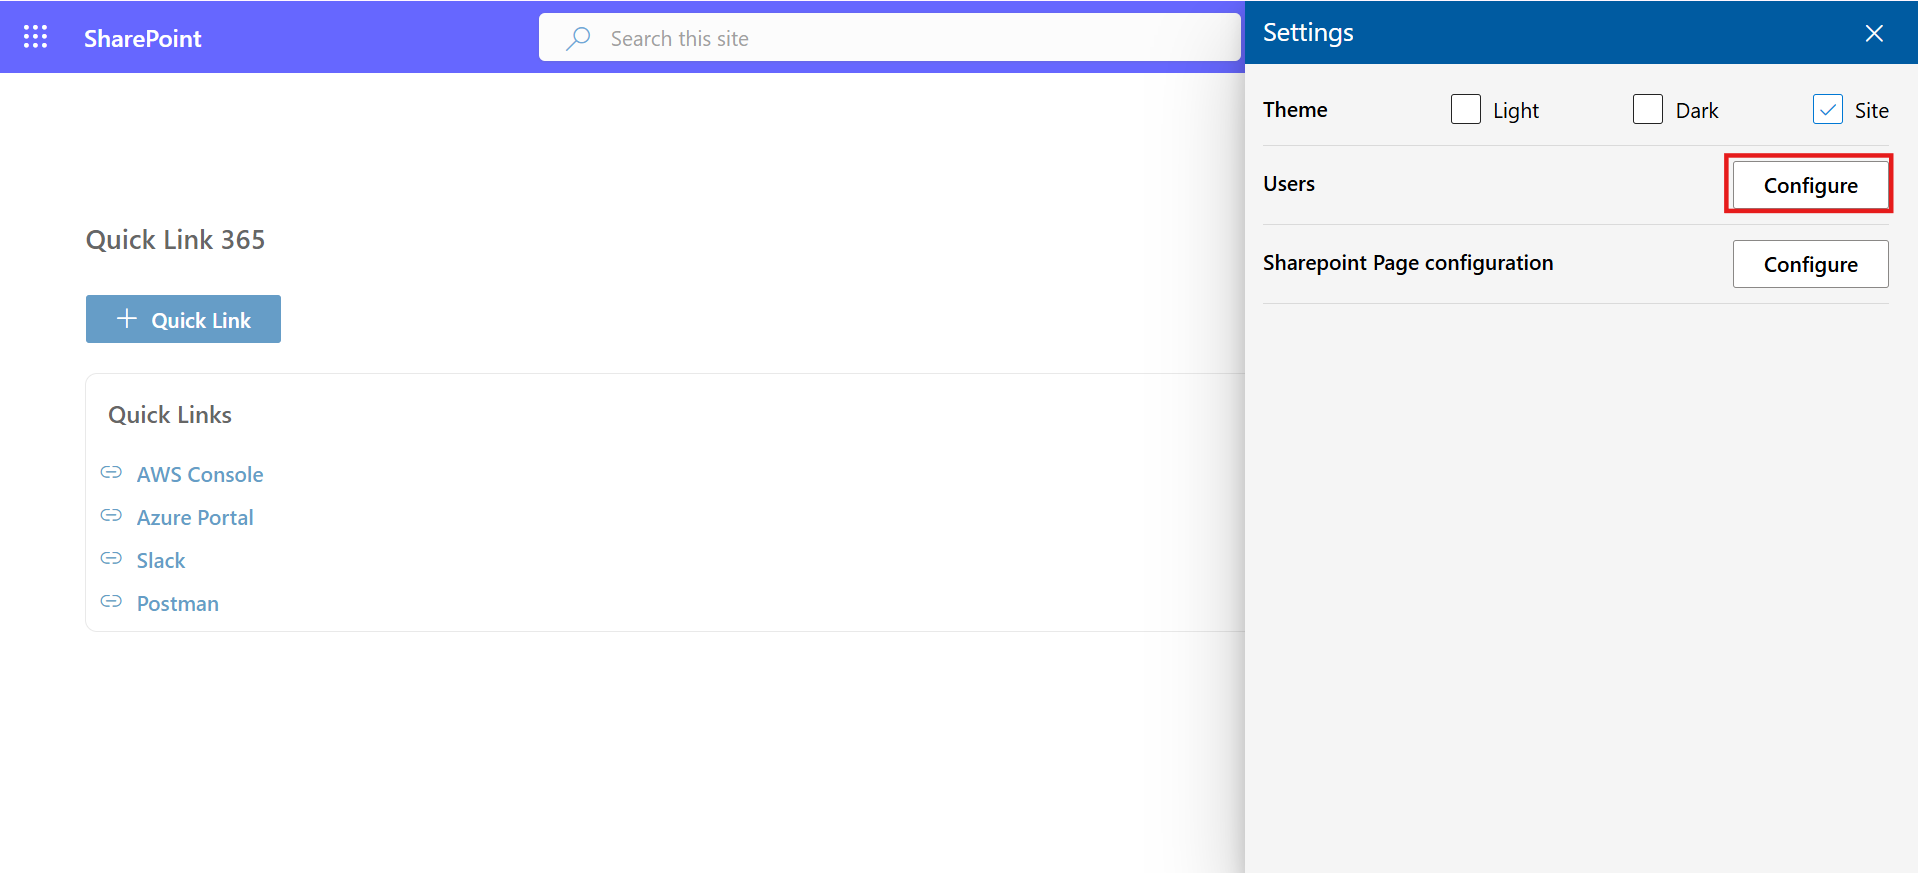 SharePoint
Search this site
Settings
Theme Light Dark Site
Users Configure
Sharepoint Page configuration Configure
Quick Link 365
Quick Link
Quick Links
AWS Console
Azure Portal
Slack
Postman